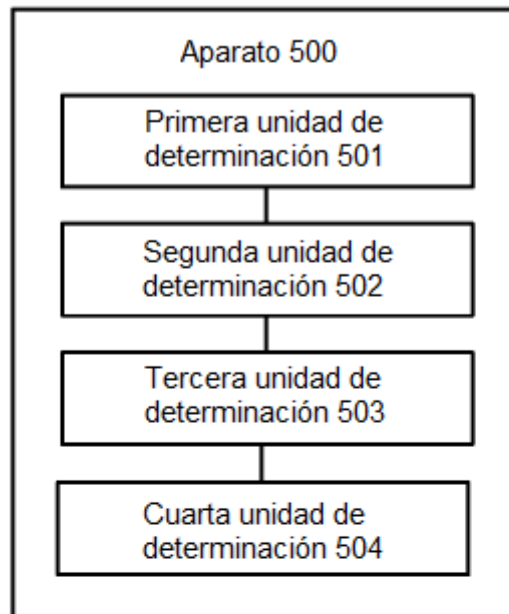 Aparato 500
Primera unidad de
determinación 501
Segunda unidad de
determinación 502
Tercera unidad de
determinación 503
Cuarta unidad de
determinación 504